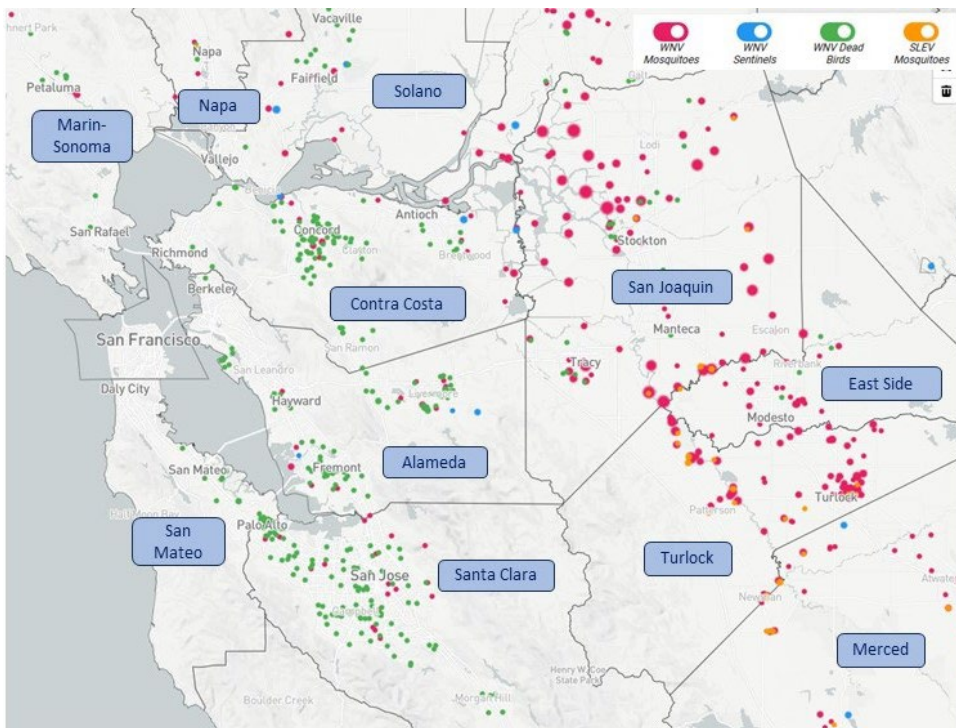 WNV
Mosquitoes
WNV
Sentinels
WNV Dead
Birds
SLEV
Mosquitoes
Vacaville
Napa
Fairfield
Petaluma
Solano
Napa
Marin-
Sonoma
Lodi
Vallejo
Benicia
Antioch
San Rafael
Concord
Clayton
Brentwood
Stockton
Richmond
Berkeley
Contra Costa
San Joaquin
San Francisco
San Ramon
Manteca
Escalon
San Leandro
Tracy
Riverbank
Daly City
Livermore
East Side
Hayward
Modesto
Alameda
San Mateo
Fremont
Turlock
Half Moon Bay
Patterson
Palo Alto
San
Mateo
Turlock
San Jose
Santa Clara
Atwater
Campbell
Newman
Merced
Henry W. Coe
State Park
Boulder Creek
Morgan Hill